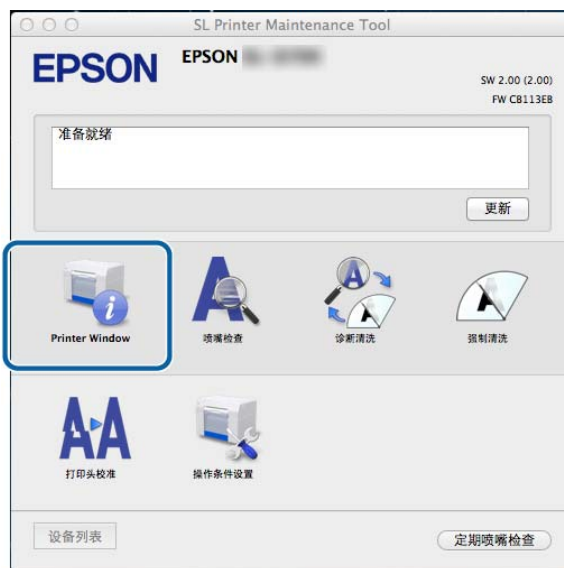 SL Printer Maintenance Tool
EPSON
EPSON
SW 2.00 (2.00)
FW CB113EB
准备就绪
更新
Printer Window
喷嘴检查
诊断清洗
强制清洗
打印头校准
操作条件设置
设备列表
定期喷嘴检查